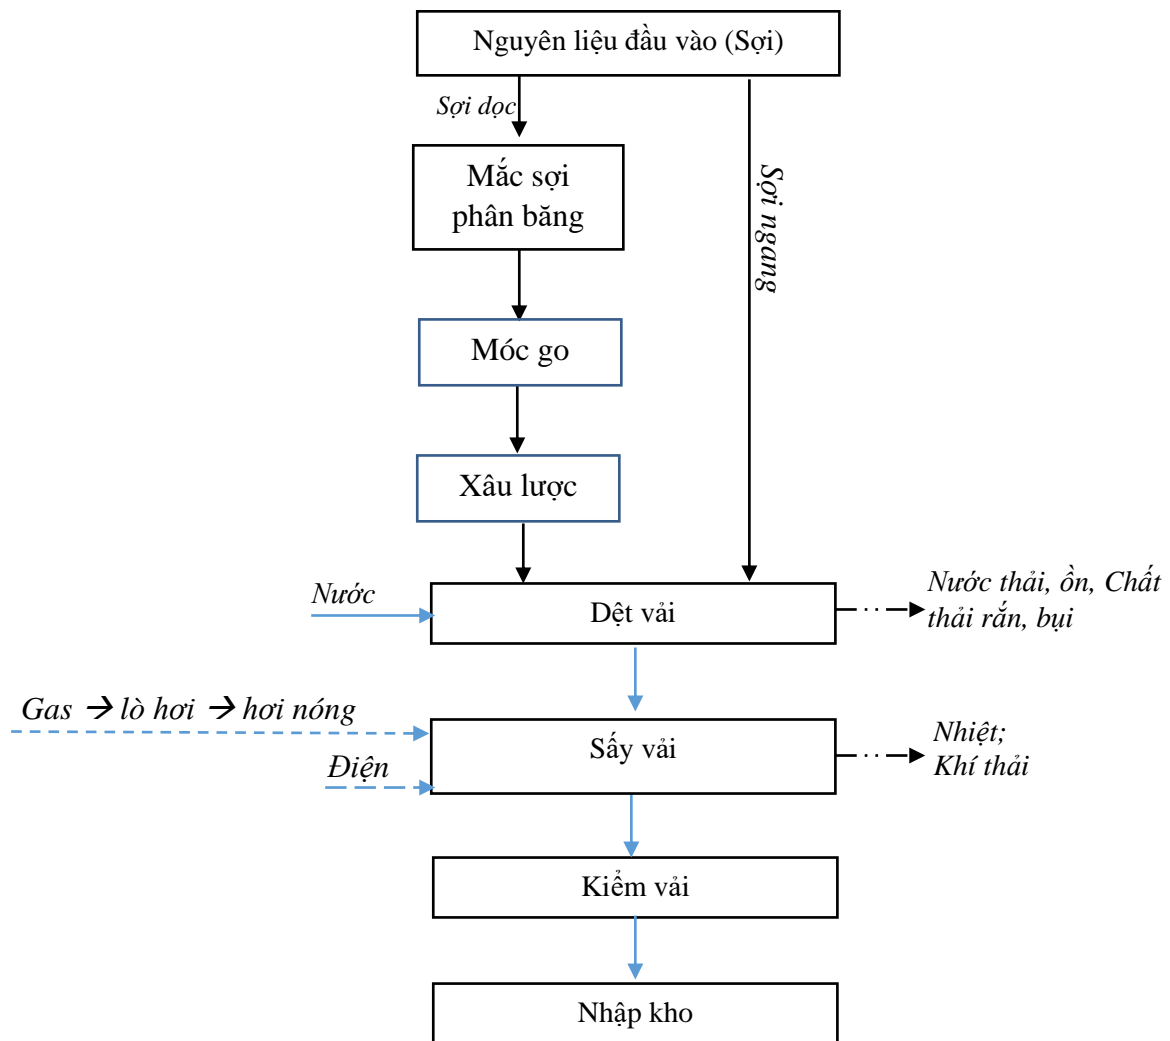 Nguyên liệu đầu vào (Sợi)
Sợi dọc
Mắc sợi
phân băng
Sợi ngang
Móc go
Xâu lược
Nước
Dệt vải
Nước thải, ồn, Chất
thải rắn, bụi
Gas → lò hơi → hơi nóng
Điện
Sấy vải
Nhiệt;
Khí thải
Kiểm vải
Nhập kho